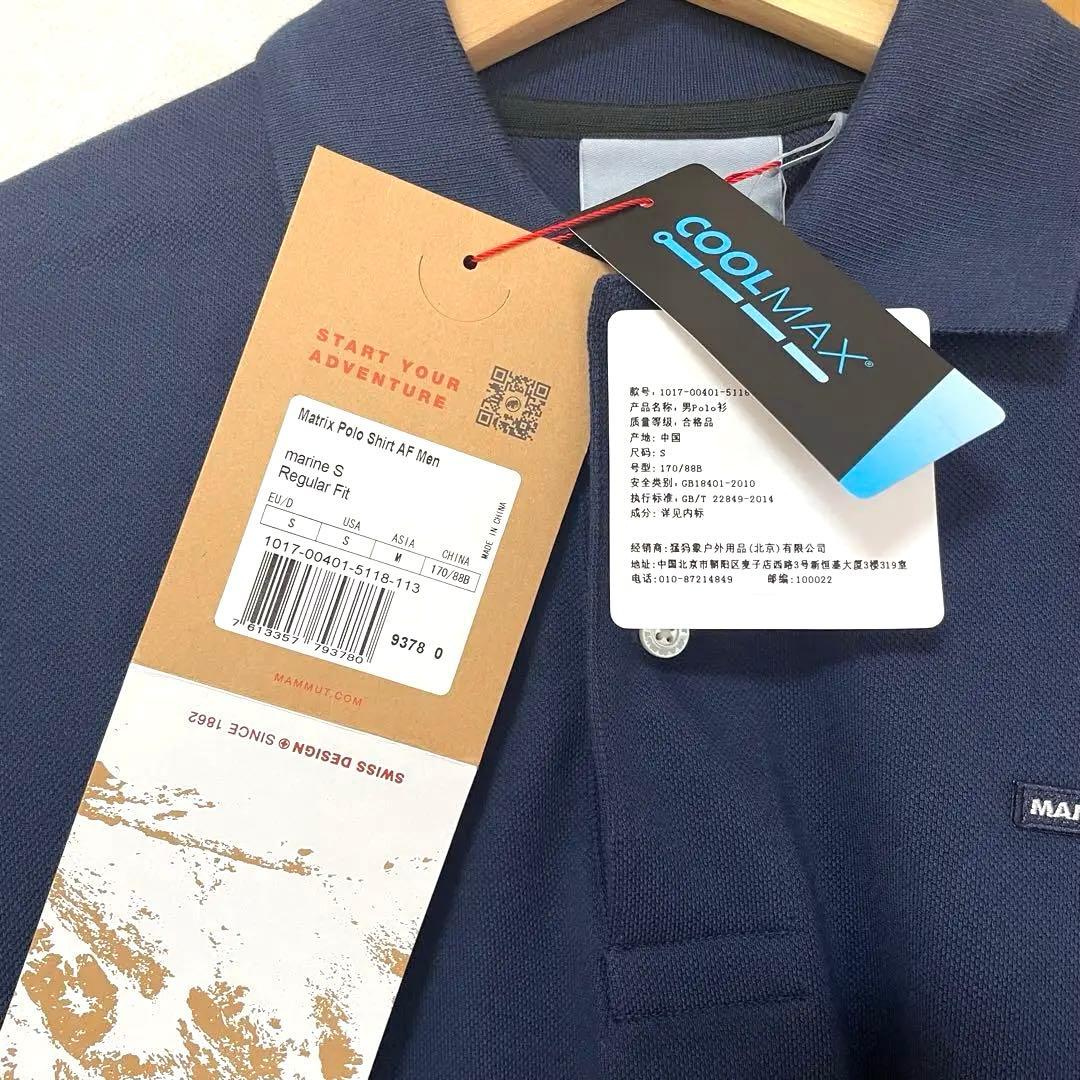 START YOUR
ADVENTURE
Matrix Polo Shirt AF Men
marine S
Regular Fit
EU/D USA ASIA CHINA
S S M 170/88B
MADE IN CHINA
1017-00401-5118-113
7 613357 793780
9378 0
MAMMUT.COM
SWISS DESIGN SINCE 1862
COOLMAX®
款号: 1017-00401-5118
产品名称: 男Polo衫
质量等级: 合格品
产地: 中国
尺码: S
号型: 170/88B
安全类别: GB18401-2010
执行标准: GB/T 22849-2014
成分: 详见内标
经销商:猛犸象户外用品(北京)有限公司
地址:中国北京市朝阳区麦子店西路3号新恒基大厦3楼319室
电话:010-87214849 邮编:100022
MA